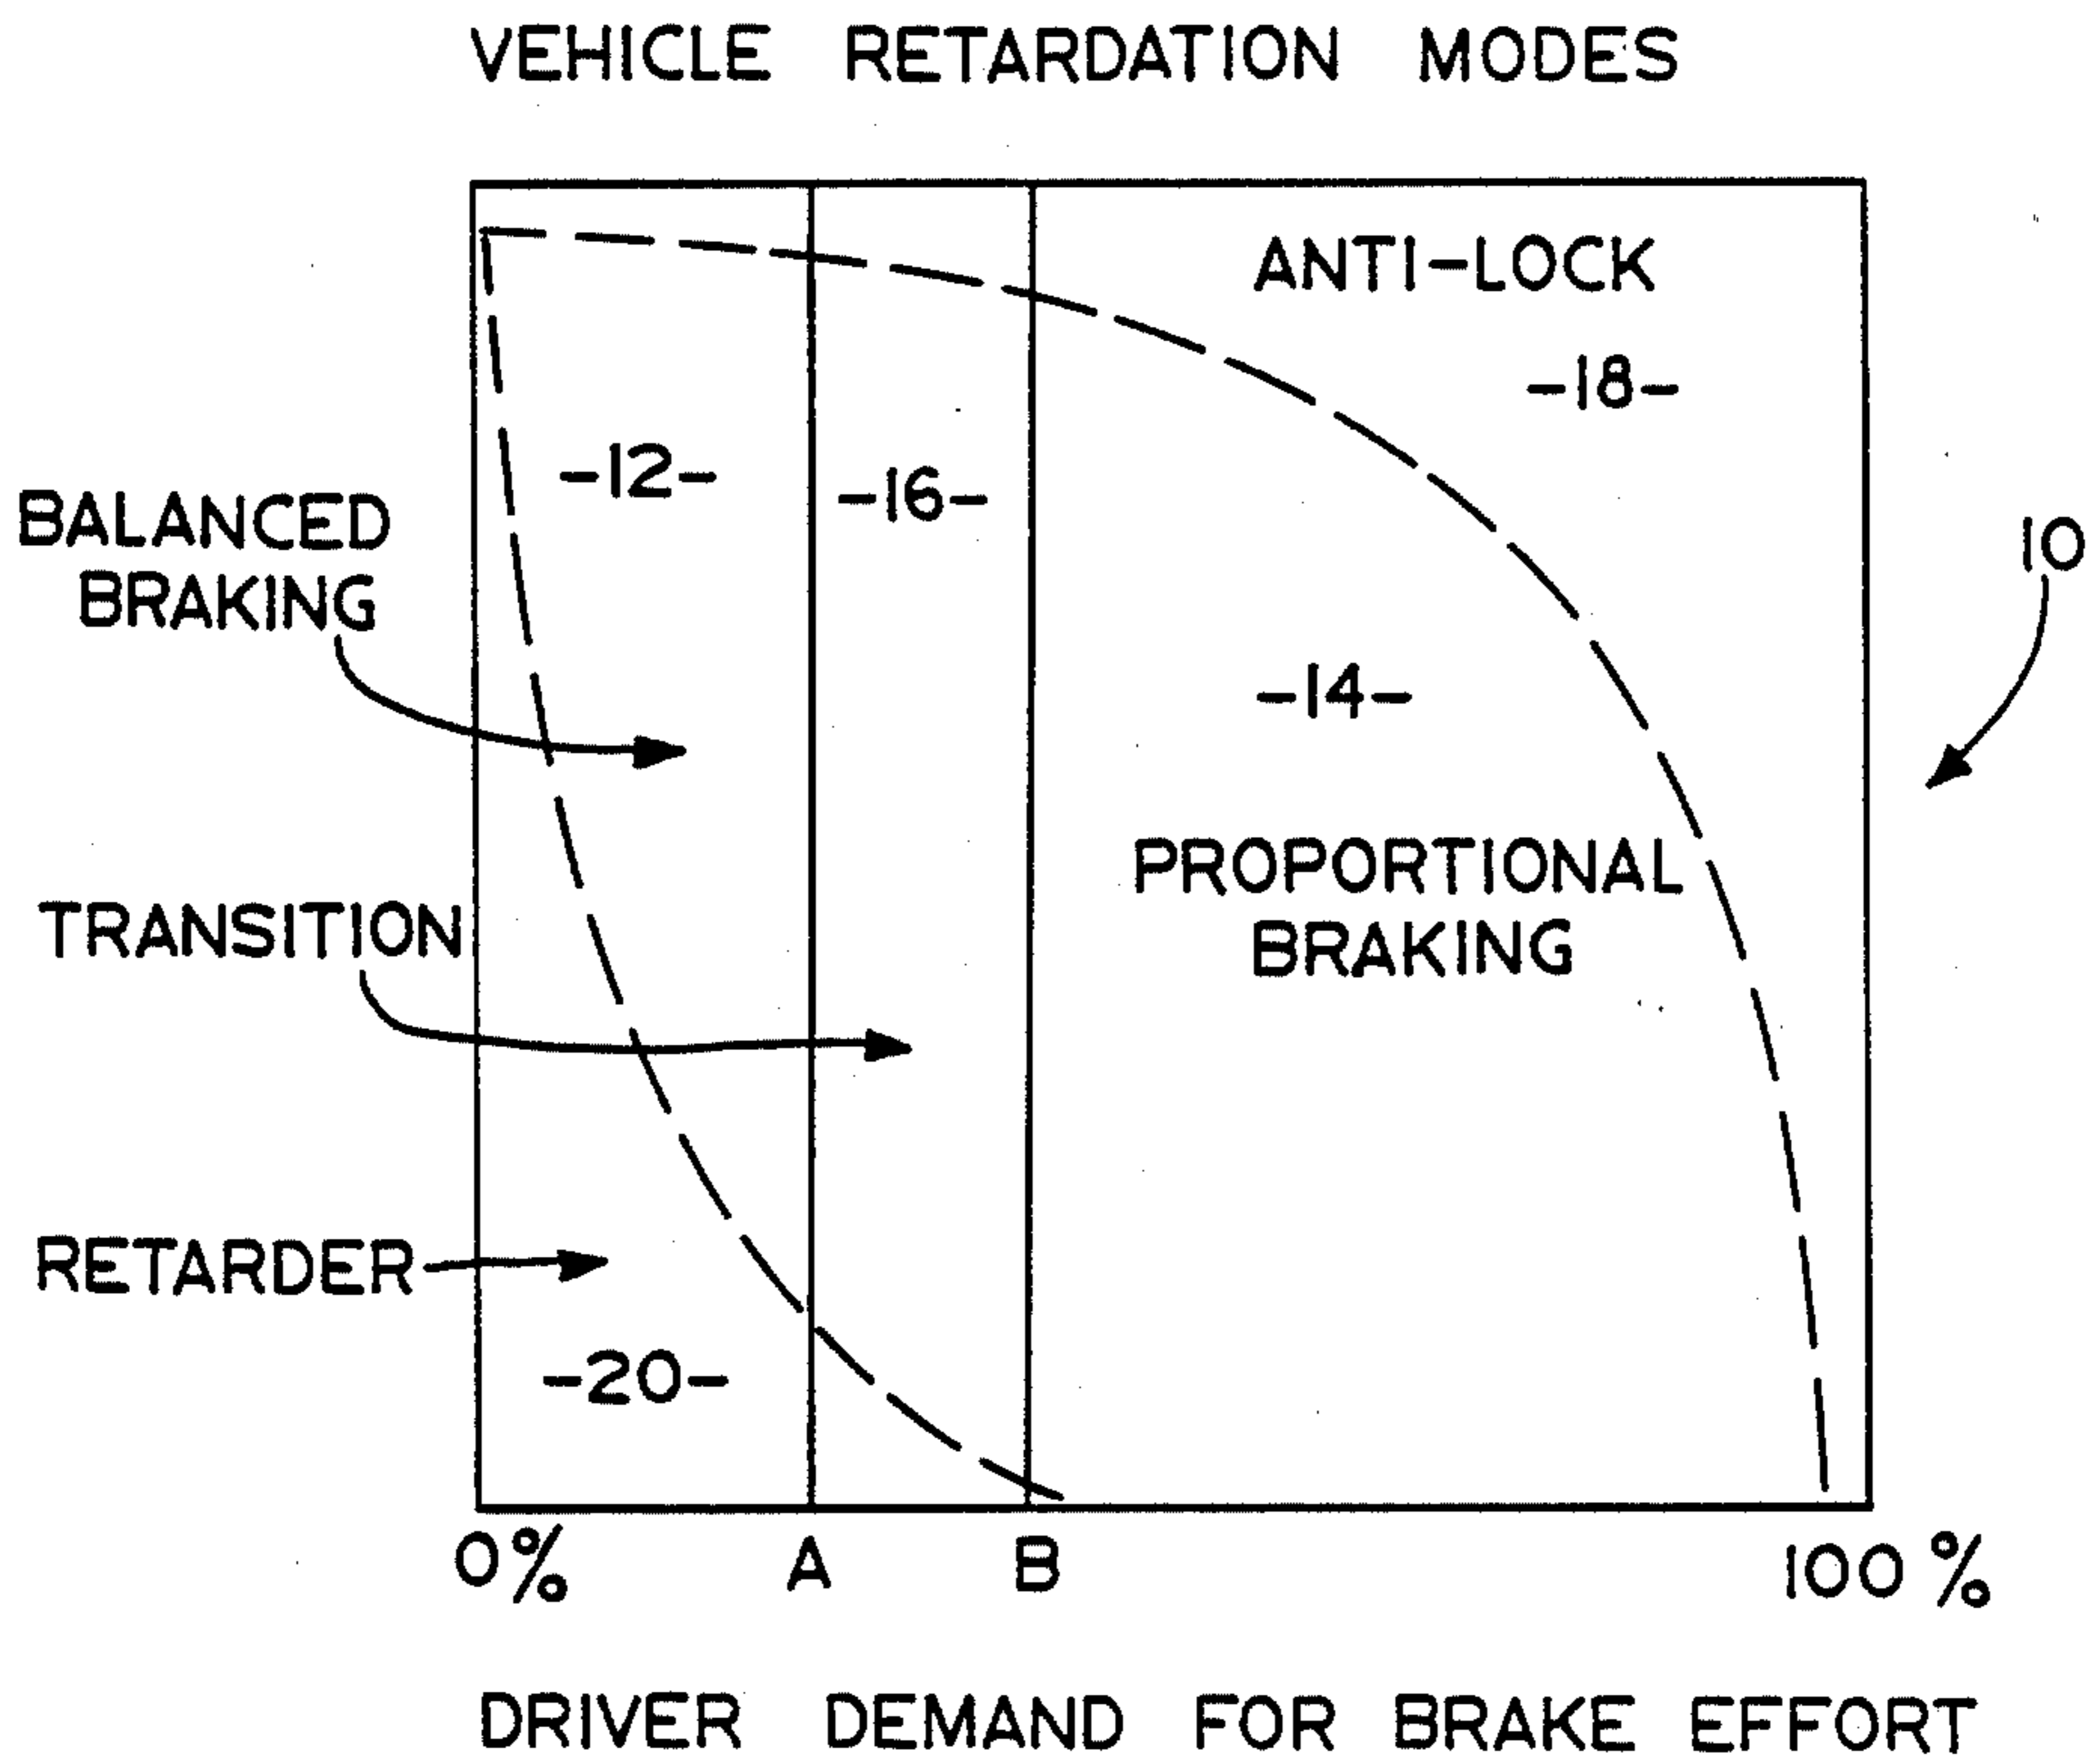 VEHICLE RETARDATION MODES
ANTI-LOCK
-18-
-12-
-16-
BALANCED
BRAKING
10
-14-
PROPORTIONAL
BRAKING
TRANSITION
RETARDER
-20-
0% A B 100%
DRIVER DEMAND FOR BRAKE EFFORT